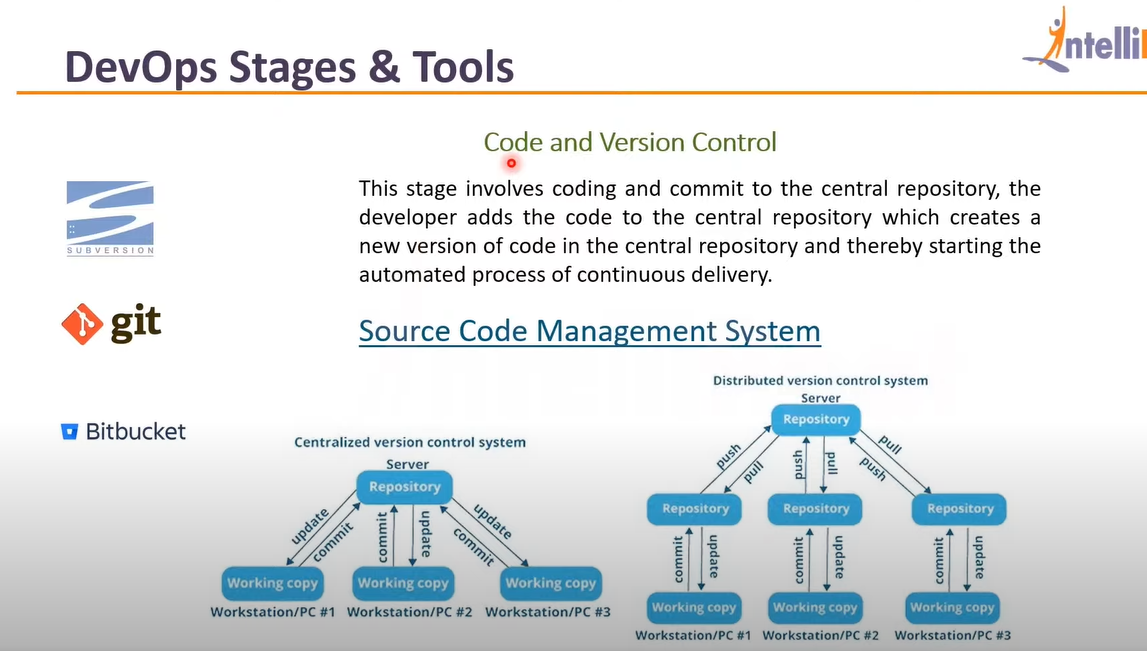 DevOps Stages & Tools
ntelli
Code and Version Control
This stage involves coding and commit to the central repository, the
developer adds the code to the central repository which creates a
new version of code in the central repository and thereby starting the
automated process of continuous delivery.
SUBVERSION
git
Bitbucket
Source Code Management System
Centralized version control system
Server
Repository
update
commit
commit
update
update
commit
Working copy
Working copy
Working copy
Workstation/PC #1
Workstation/PC #2
Workstation/PC #3
Distributed version control system
Server
Repository
push
pull
push
pull
pull
push
Repository
Repository
Repository
commit
update
commit
update
commit
update
Working copy
Working copy
Working copy
Workstation/PC #1
Workstation/PC #2
Workstation/PC #3